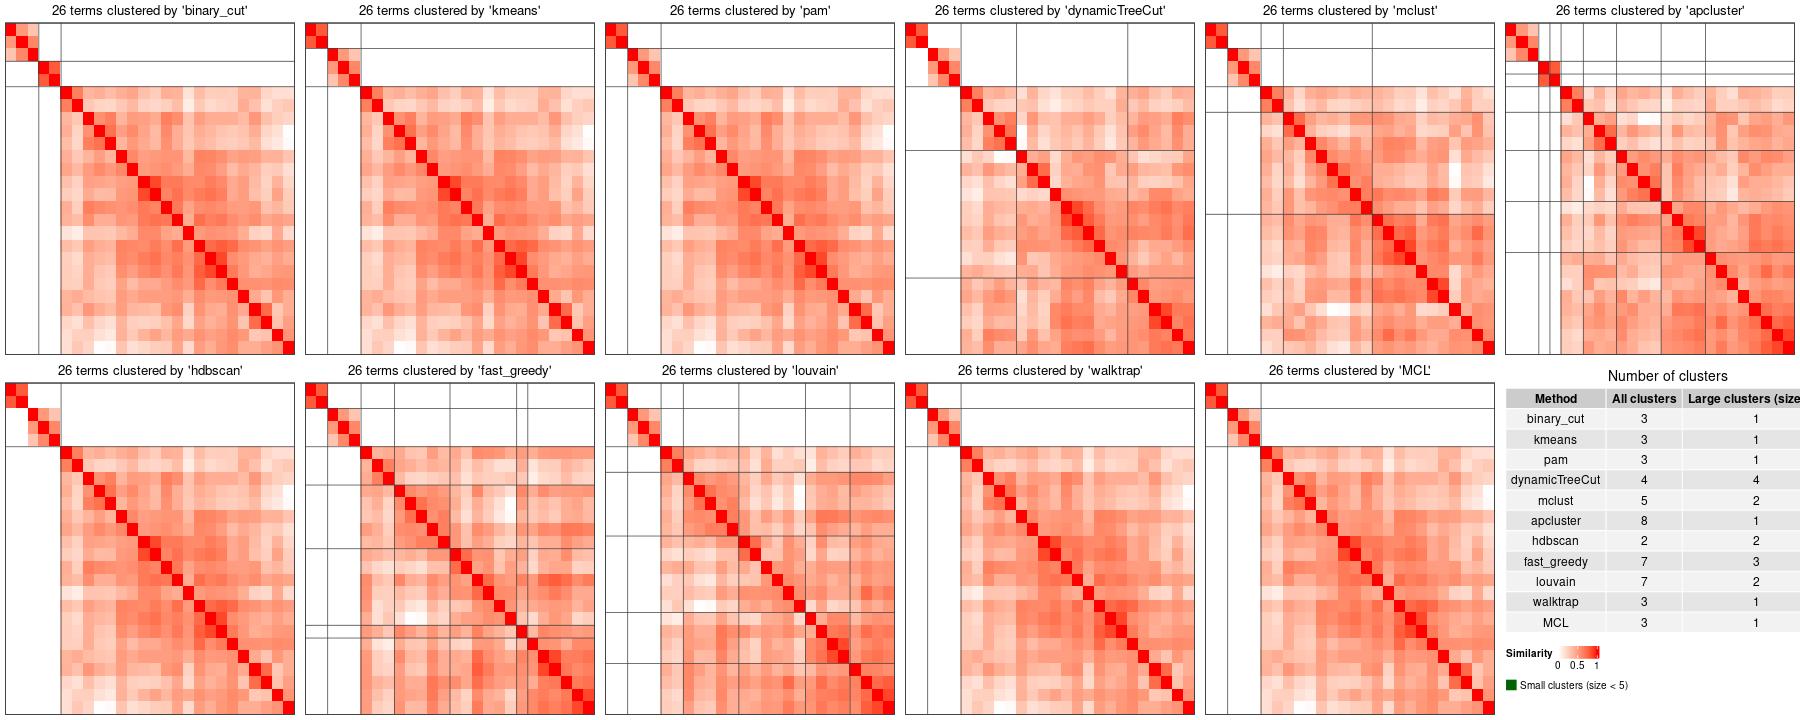 26 terms clustered by 'binary_cut'
26 terms clustered by 'kmeans'
26 terms clustered by 'pam'
26 terms clustered by 'dynamicTreeCut'
26 terms clustered by 'mclust'
26 terms clustered by 'apcluster'
26 terms clustered by 'hdbscan'
26 terms clustered by 'fast_greedy'
26 terms clustered by 'louvain'
26 terms clustered by 'walktrap'
26 terms clustered by 'MCL'
Number of clusters
Method All clusters Large clusters (size
binary_cut 3 1
kmeans 3 1
pam 3 1
dynamicTreeCut 4 4
mclust 5 2
apcluster 8 1
hdbscan 2 2
fast_greedy 7 3
louvain 7 2
walktrap 3 1
MCL 3 1
Similarity
0 0.5 1
Small clusters (size < 5)